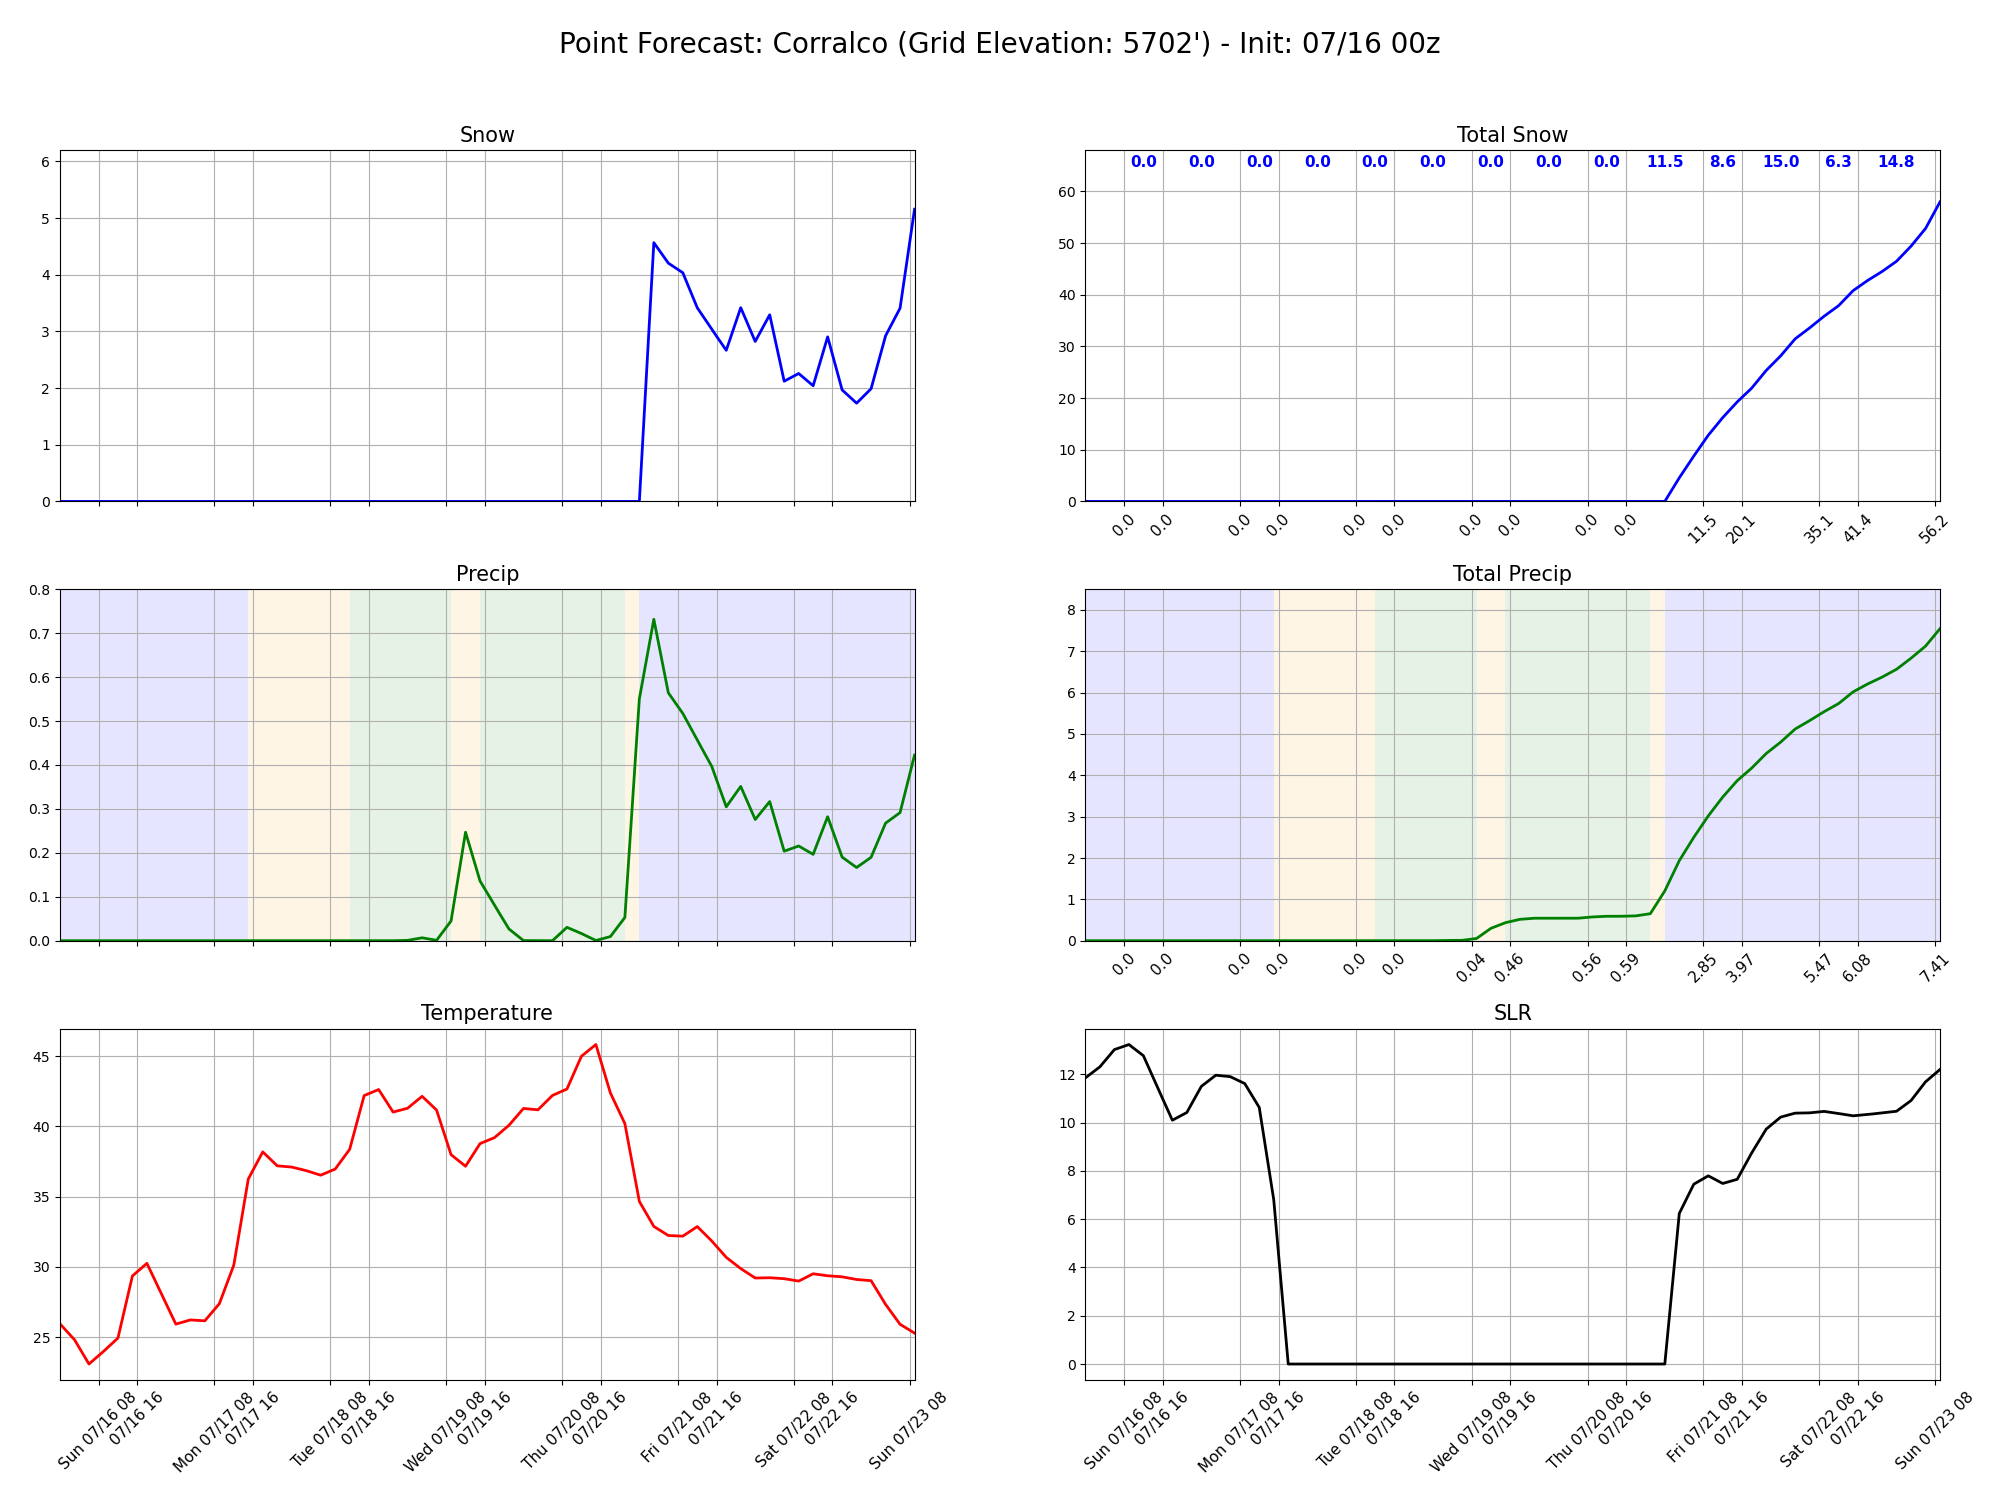 Point Forecast: Corralco (Grid Elevation: 5702') - Init: 07/16 00z
Snow
6
5
4
3
2
1
0
Total Snow
0.0 0.0 0.0 0.0 0.0 0.0 0.0 0.0 0.0 11.5 8.6 15.0 6.3 14.8
60
50
40
30
20
10
0
0.0 0.0 0.0 0.0 0.0 0.0 0.0 0.0 0.0 0.0 11.5 20.1 35.1 41.4 56.2
Precip
0.8
0.7
0.6
0.5
0.4
0.3
0.2
0.1
0.0
Total Precip
8
7
6
5
4
3
2
1
0
0.0 0.0 0.0 0.0 0.0 0.0 0.04 0.46 0.56 0.59 2.85 3.97 5.47 6.08 7.41
Temperature
45
40
35
30
25
Sun 07/16 08
07/16 16
Mon 07/17 08
07/17 16
Tue 07/18 08
07/18 16
Wed 07/19 08
07/19 16
Thu 07/20 08
07/20 16
Fri 07/21 08
07/21 16
Sat 07/22 08
07/22 16
Sun 07/23 08
SLR
12
10
8
6
4
2
0
Sun 07/16 08
07/16 16
Mon 07/17 08
07/17 16
Tue 07/18 08
07/18 16
Wed 07/19 08
07/19 16
Thu 07/20 08
07/20 16
Fri 07/21 08
07/21 16
Sat 07/22 08
07/22 16
Sun 07/23 08